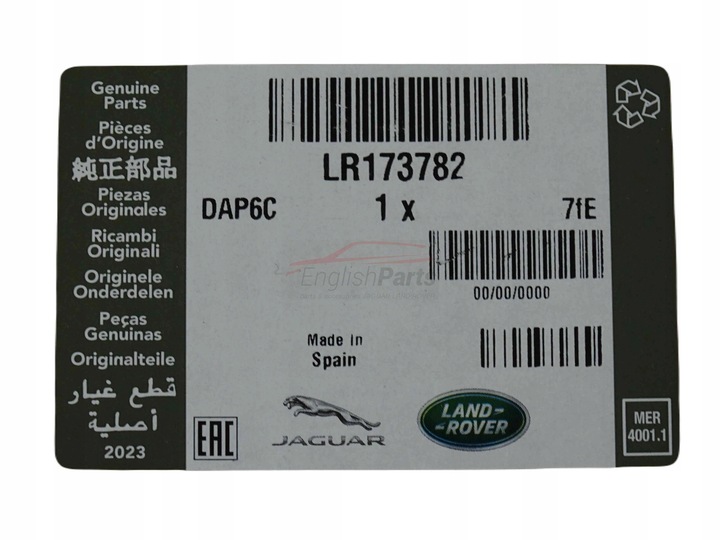 Genuine
Parts
Pièces
d'Origine
純正部品
Piezas
Originales
Ricambi
Originali
Originele
Onderdelen
Peças
Genuinas
Originalteile
قطع غيار
أصلية
2023
LR173782
DAP6C 1 x 7fE
EnglishParts
00/00/0000
Made in
Spain
EAC
JAGUAR
LAND-
-ROVER
MER
4001.1